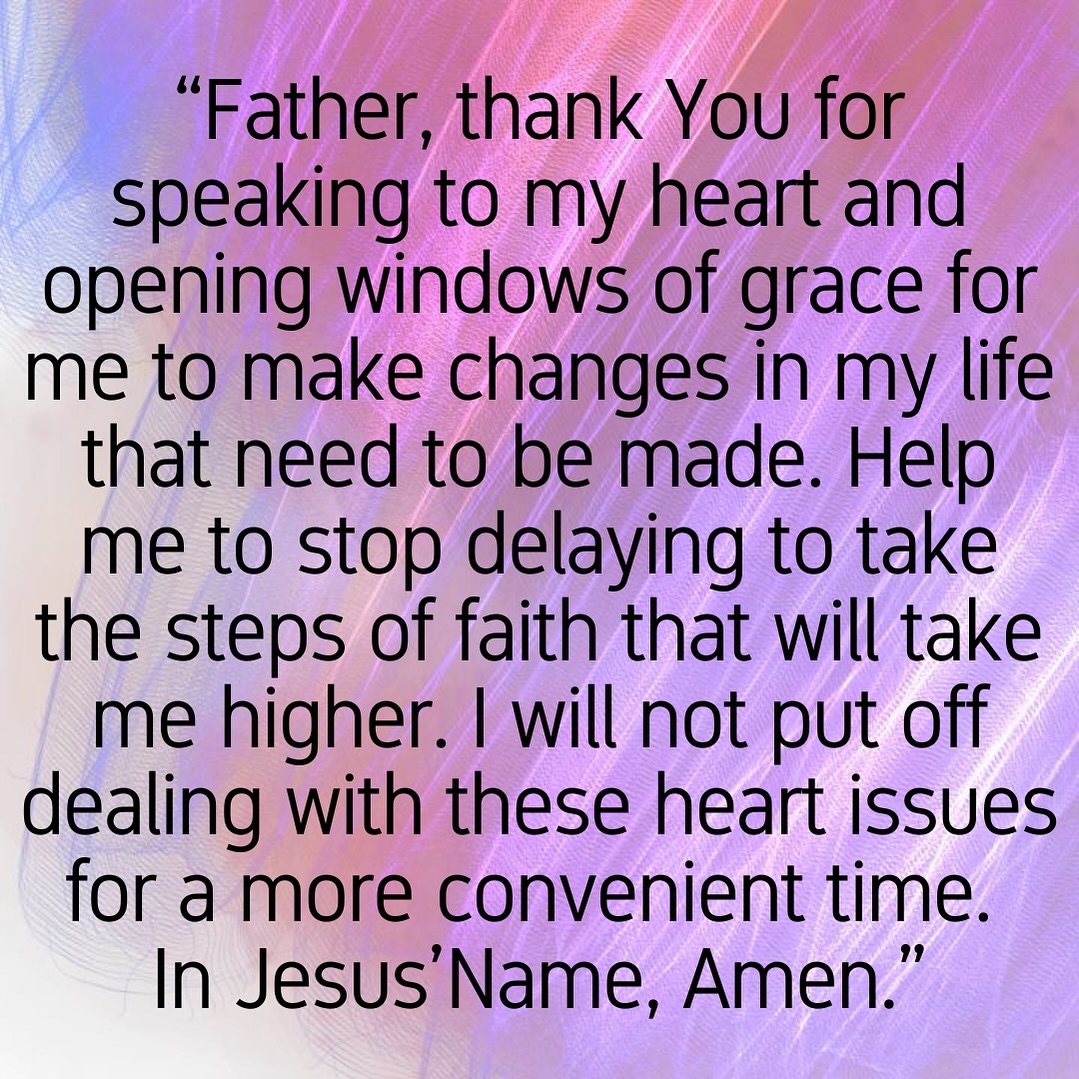 “Father, thank You for
speaking to my heart and
opening windows of grace for
me to make changes in my life
that need to be made. Help
me to stop delaying to take
the steps of faith that will take
me higher. I will not put off
dealing with these heart issues
for a more convenient time.
In Jesus’Name, Amen.”